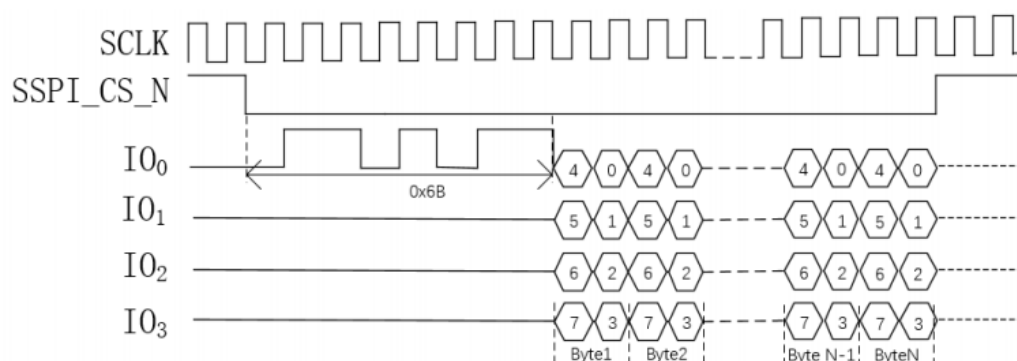 SCLK
SSPI_CS_N
IO0 4 0 4 0 4 0 4 0
0x6B
IO1 5 1 5 1 5 1 5 1
IO2 6 2 6 2 6 2 6 2
IO3 7 3 7 3 7 3 7 3
Byte1 Byte2 Byte N-1 ByteN